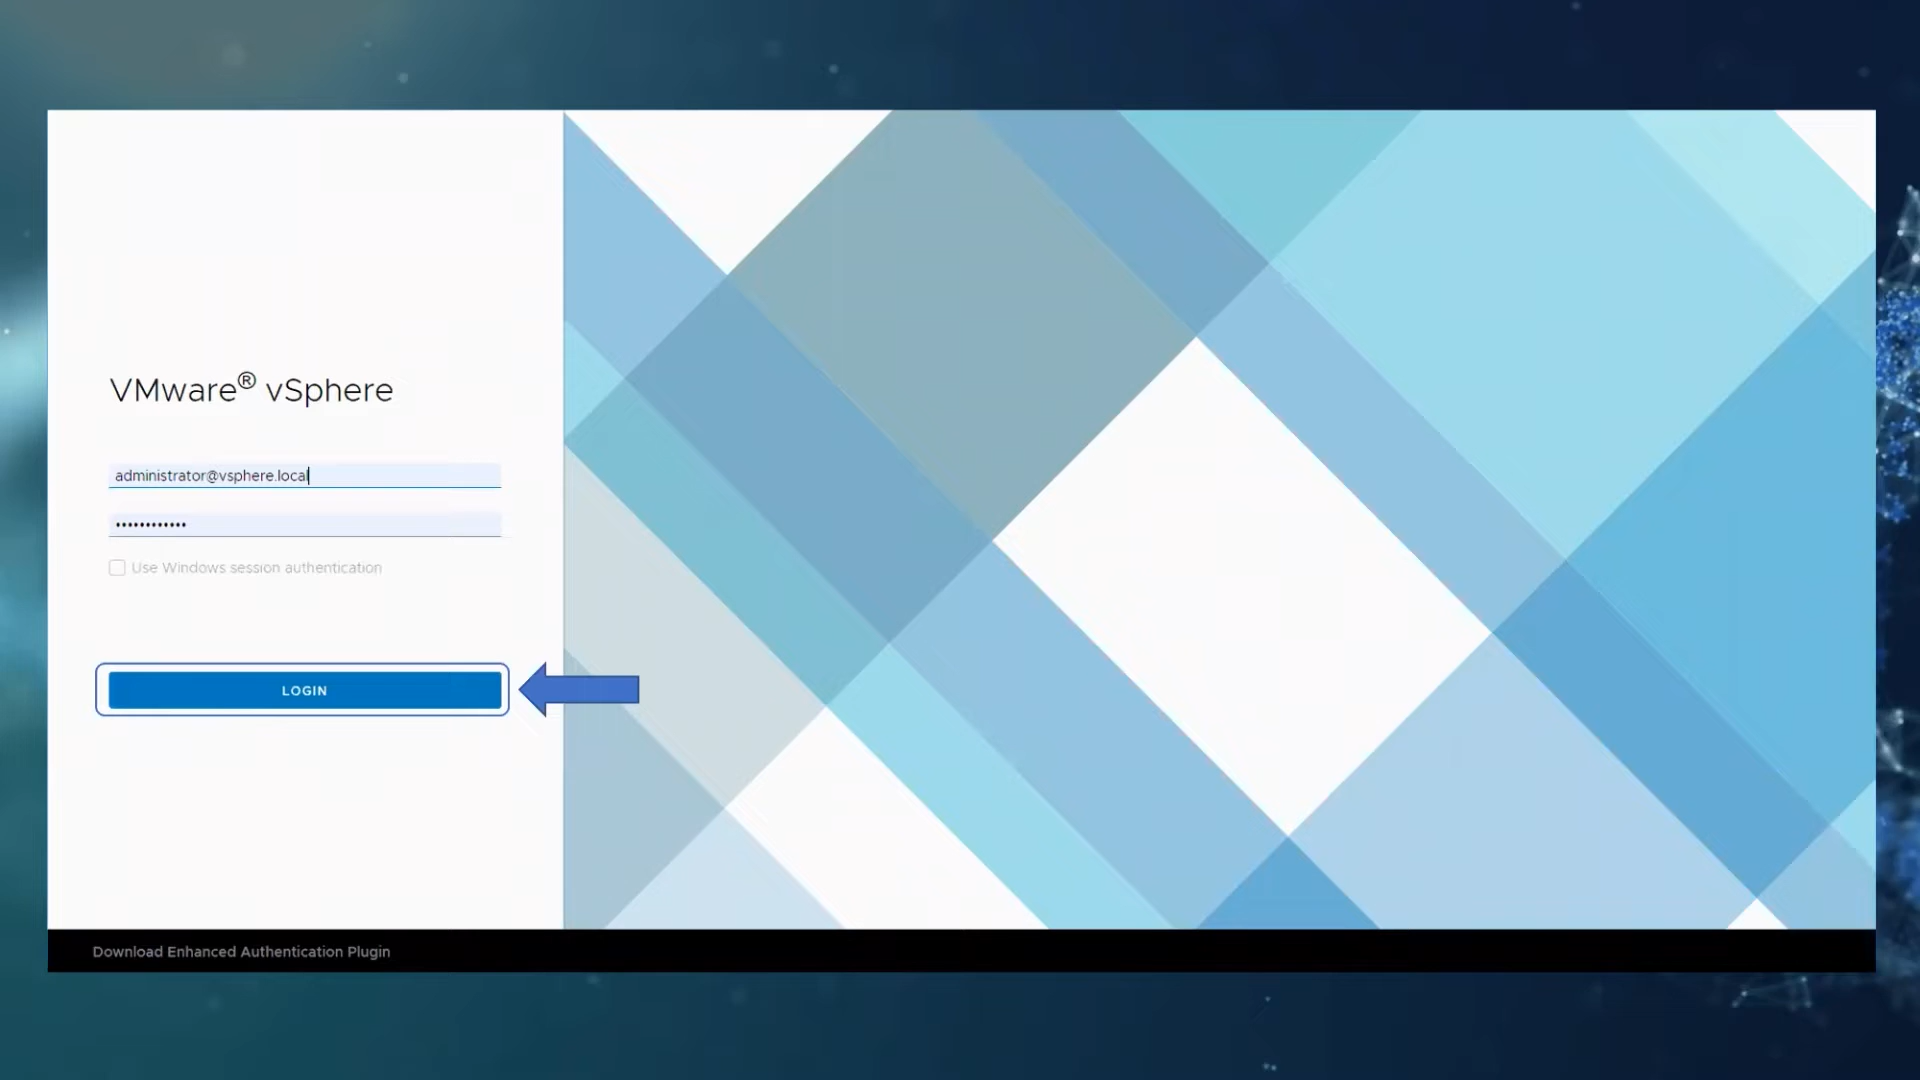 VMware® vSphere
administrator@vsphere.local
••••••••••••
Use Windows session authentication
LOGIN
Download Enhanced Authentication Plugin